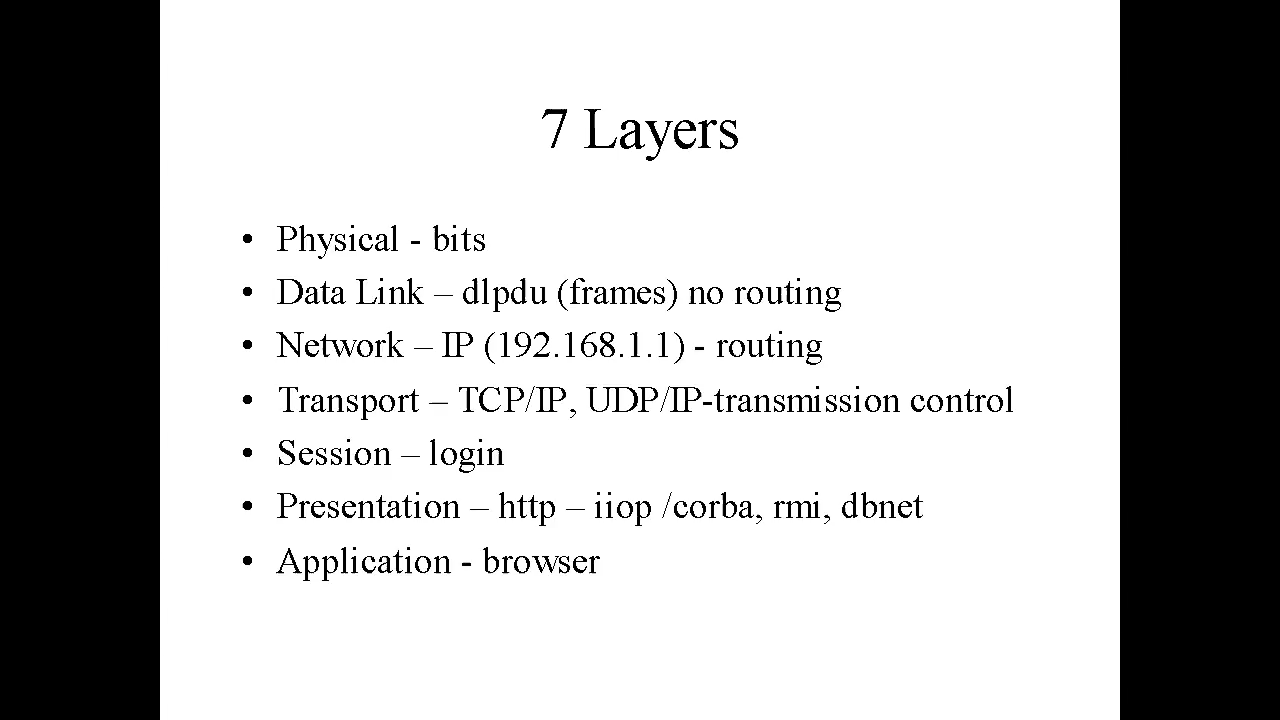 7 Layers
• Physical - bits
• Data Link – dlpdu (frames) no routing
• Network – IP (192.168.1.1) - routing
• Transport – TCP/IP, UDP/IP-transmission control
• Session – login
• Presentation – http – iiop /corba, rmi, dbnet
• Application - browser